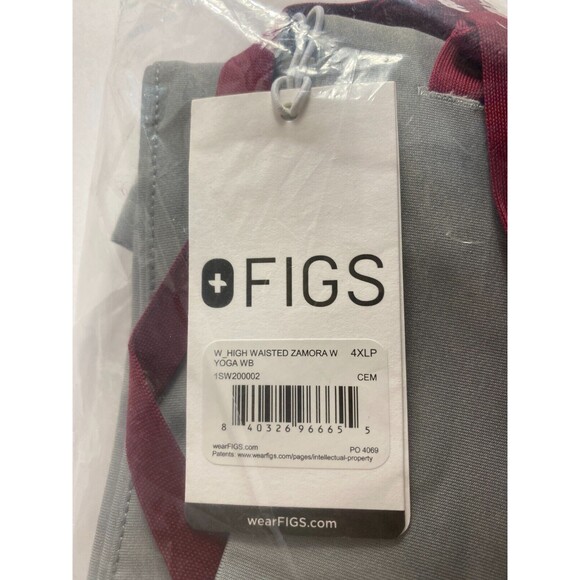 FIGS
W_HIGH WAISTED ZAMORA W 4XLP
YOGA WB
1SW200002 CEM
8 40326 96665 5
wearFIGS.com PO 4069
Patents: www.wearfigs.com/pages/intellectual-property
wearFIGS.com